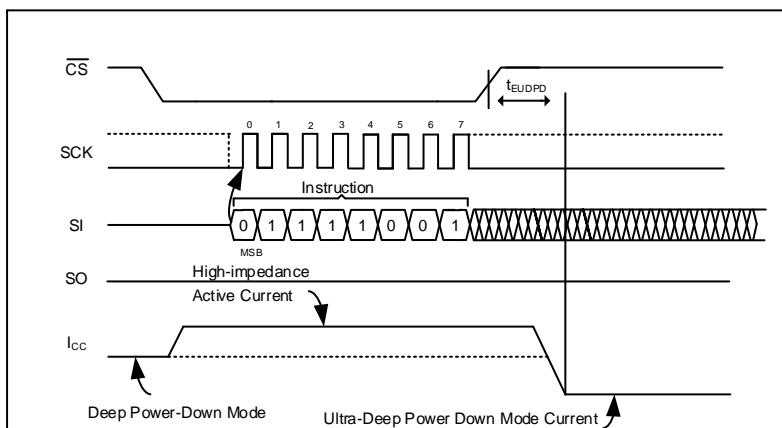 CS
tEUDPD
0 1 2 3 4 5 6 7
SCK
Instruction
SI
0 1 1 1 1 0 0 1
MSB
High-impedance
SO
Active Current
ICC
Deep Power-Down Mode
Ultra-Deep Power Down Mode Current